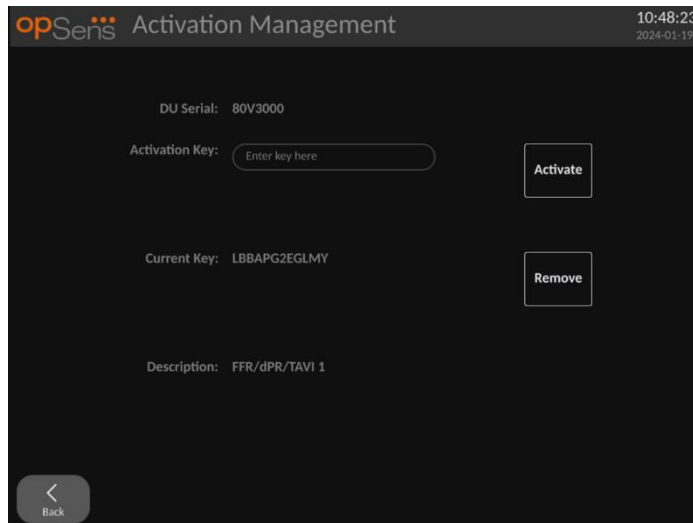 opSens Activation Management 10:48:23
2024-01-19
DU Serial: 80V3000
Activation Key: Enter key here
Activate
Current Key: LBBAPG2EGLMY
Remove
Description: FFR/dPR/TAVI 1
Back